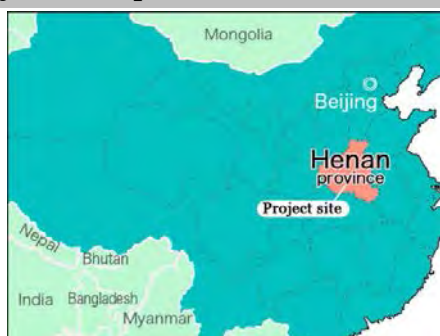 Mongolia
Beijing
Henan
province
Project site
Nepal
Bhutan
India
Bangladesh
Myanmar